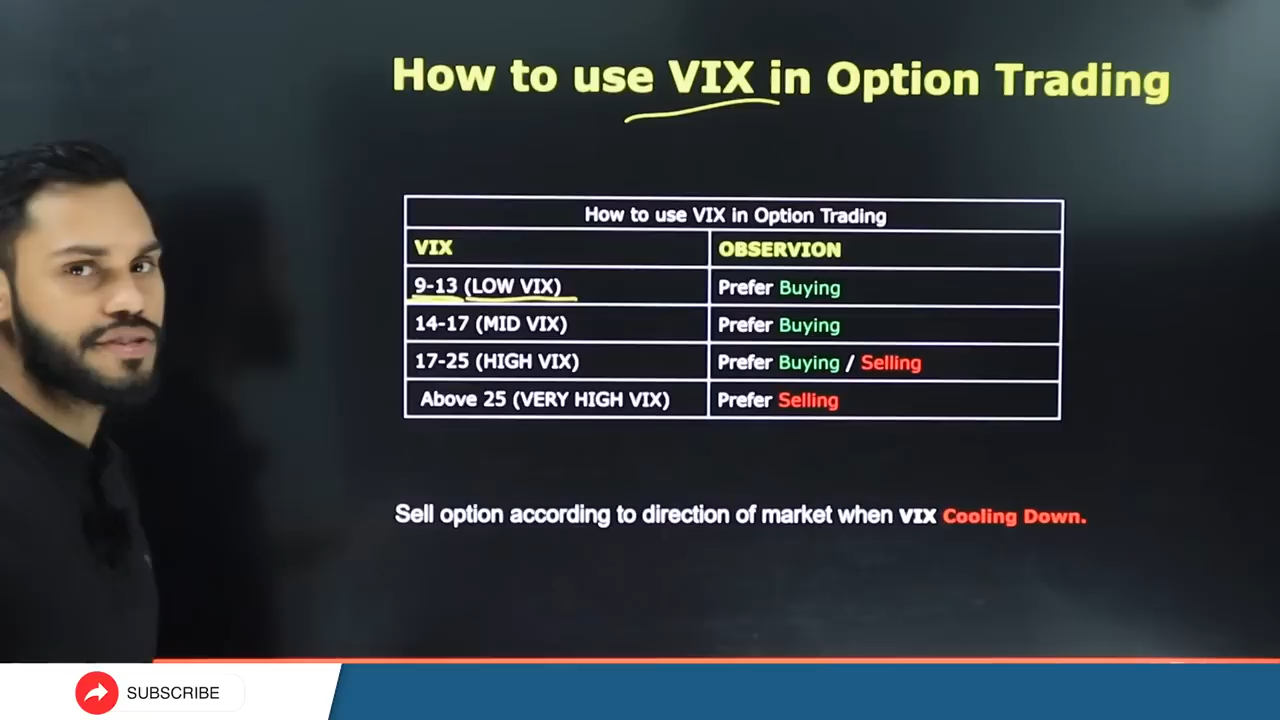 How to use VIX in Option Trading
How to use VIX in Option Trading
VIX OBSERVION
9-13 (LOW VIX) Prefer Buying
14-17 (MID VIX) Prefer Buying
17-25 (HIGH VIX) Prefer Buying / Selling
Above 25 (VERY HIGH VIX) Prefer Selling
Sell option according to direction of market when VIX Cooling Down.
SUBSCRIBE